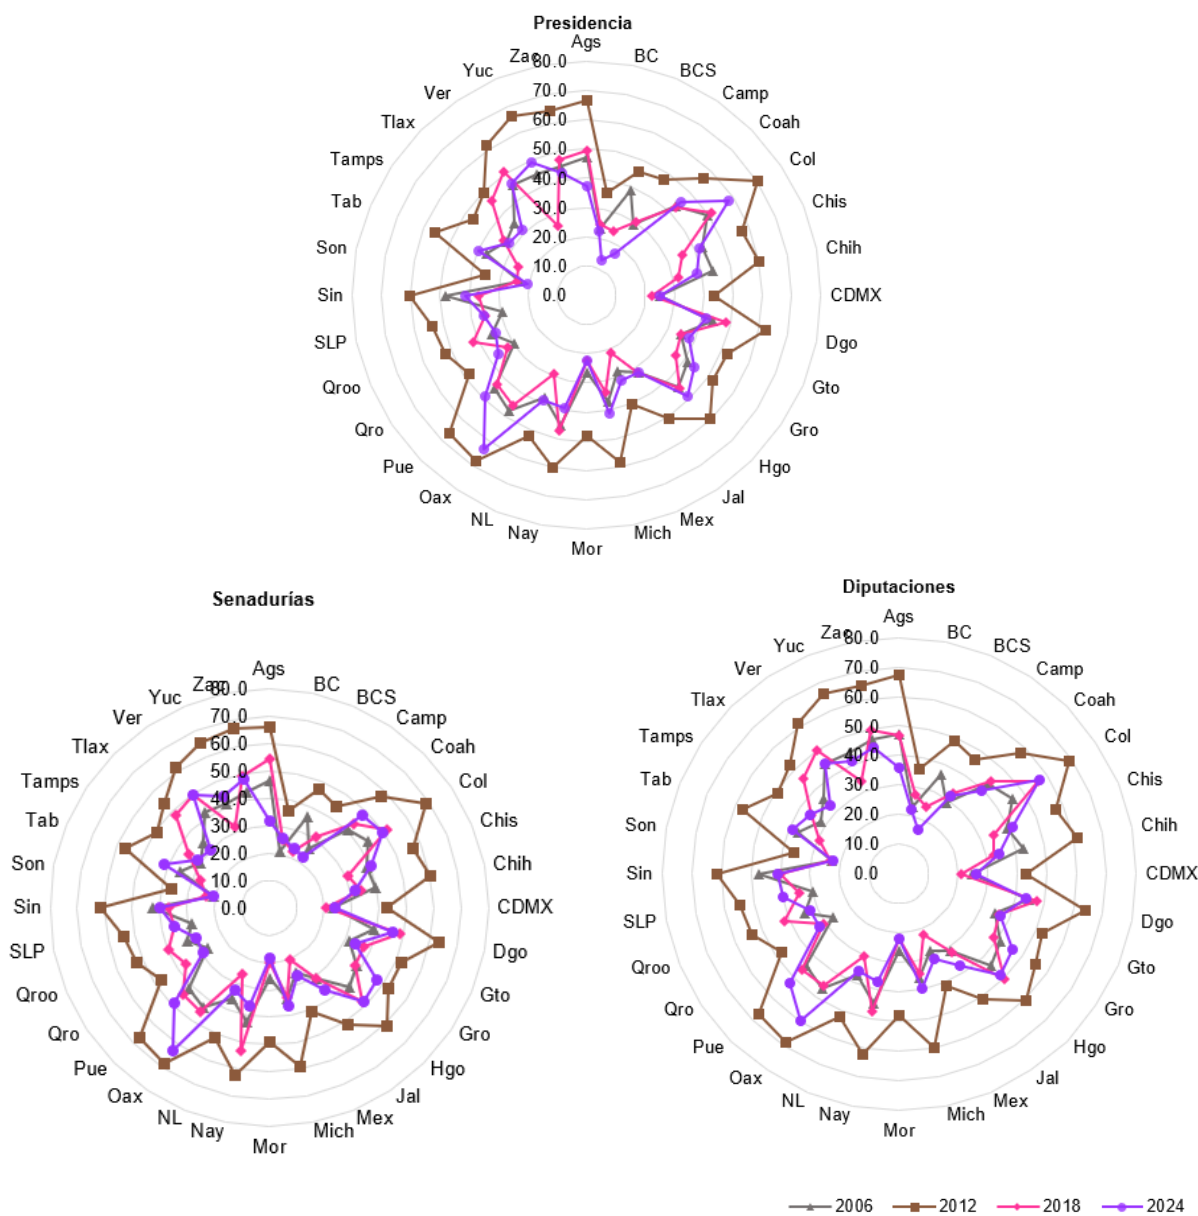 Presidencia
Ags
BC
BCS
Camp
Coah
Col
Chis
Chih
CDMX
Dgo
Gto
Gro
Hgo
Jal
Mex
Mich
Mor
Nay
NL
Oax
Pue
Qro
Qroo
SLP
Sin
Son
Tab
Tamps
Tlax
Ver
Yuc
Zac
80.0
70.0
60.0
50.0
40.0
30.0
20.0
10.0
0.0
Senadurías
Ags
BC
BCS
Camp
Coah
Col
Chis
Chih
CDMX
Dgo
Gto
Gro
Hgo
Jal
Mex
Mich
Mor
Nay
NL
Oax
Pue
Qro
Qroo
SLP
Sin
Son
Tab
Tamps
Tlax
Ver
Yuc
Zac
80.0
70.0
60.0
50.0
40.0
30.0
20.0
10.0
0.0
Diputaciones
Ags
BC
BCS
Camp
Coah
Col
Chis
Chih
CDMX
Dgo
Gto
Gro
Hgo
Jal
Mex
Mich
Mor
Nay
NL
Oax
Pue
Qro
Qroo
SLP
Sin
Son
Tab
Tamps
Tlax
Ver
Yuc
Zac
80.0
70.0
60.0
50.0
40.0
30.0
20.0
10.0
0.0
2006 2012 2018 2024